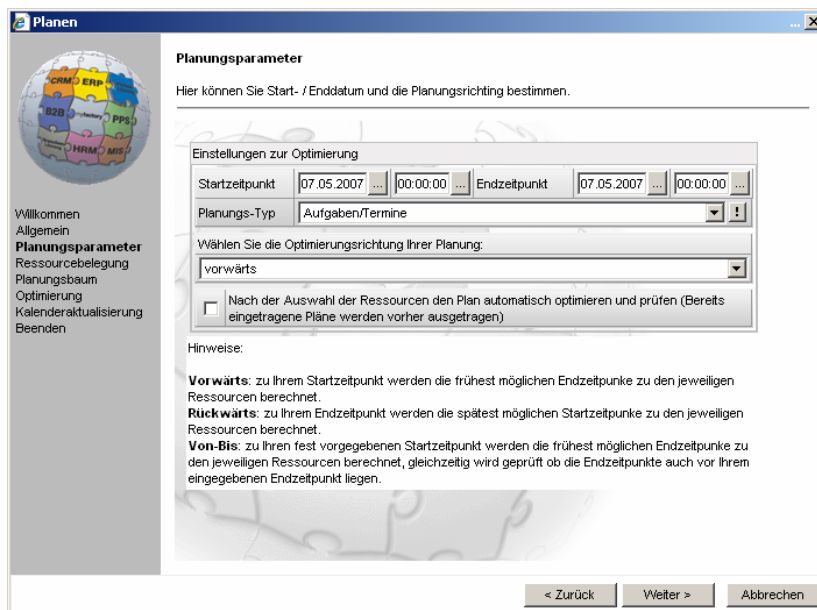 Planen
...
CRM ERP
B2B myfactory PPS
HRM MIS
Willkommen
Allgemein
Planungsparameter
Ressourcebelegung
Planungsbaum
Optimierung
Kalenderaktualisierung
Beenden
Planungsparameter
Hier können Sie Start- / Enddatum und die Planungsrichting bestimmen.
Einstellungen zur Optimierung
Startzeitpunkt 07.05.2007 ... 00:00:00 ... Endzeitpunkt 07.05.2007 ... 00:00:00 ...
Planungs-Typ Aufgaben/Termine !
Wählen Sie die Optimierungsrichtung Ihrer Planung:
vorwärts
Nach der Auswahl der Ressourcen den Plan automatisch optimieren und prüfen (Bereits
eingetragene Pläne werden vorher ausgetragen)
Hinweise:
Vorwärts: zu Ihrem Startzeitpunkt werden die frühest möglichen Endzeitpunke zu den jeweiligen
Ressourcen berechnet.
Rückwärts: zu Ihrem Endzeitpunkt werden die spätest möglichen Startzeitpunke zu den jeweiligen
Ressourcen berechnet.
Von-Bis: zu Ihren fest vorgegebenen Startzeitpunkt werden die frühest möglichen Endzeitpunke zu
den jeweiligen Ressourcen berechnet, gleichzeitig wird geprüft ob die Endzeitpunkte auch vor Ihrem
eingegebenen Endzeitpunkt liegen.
< Zurück Weiter > Abbrechen